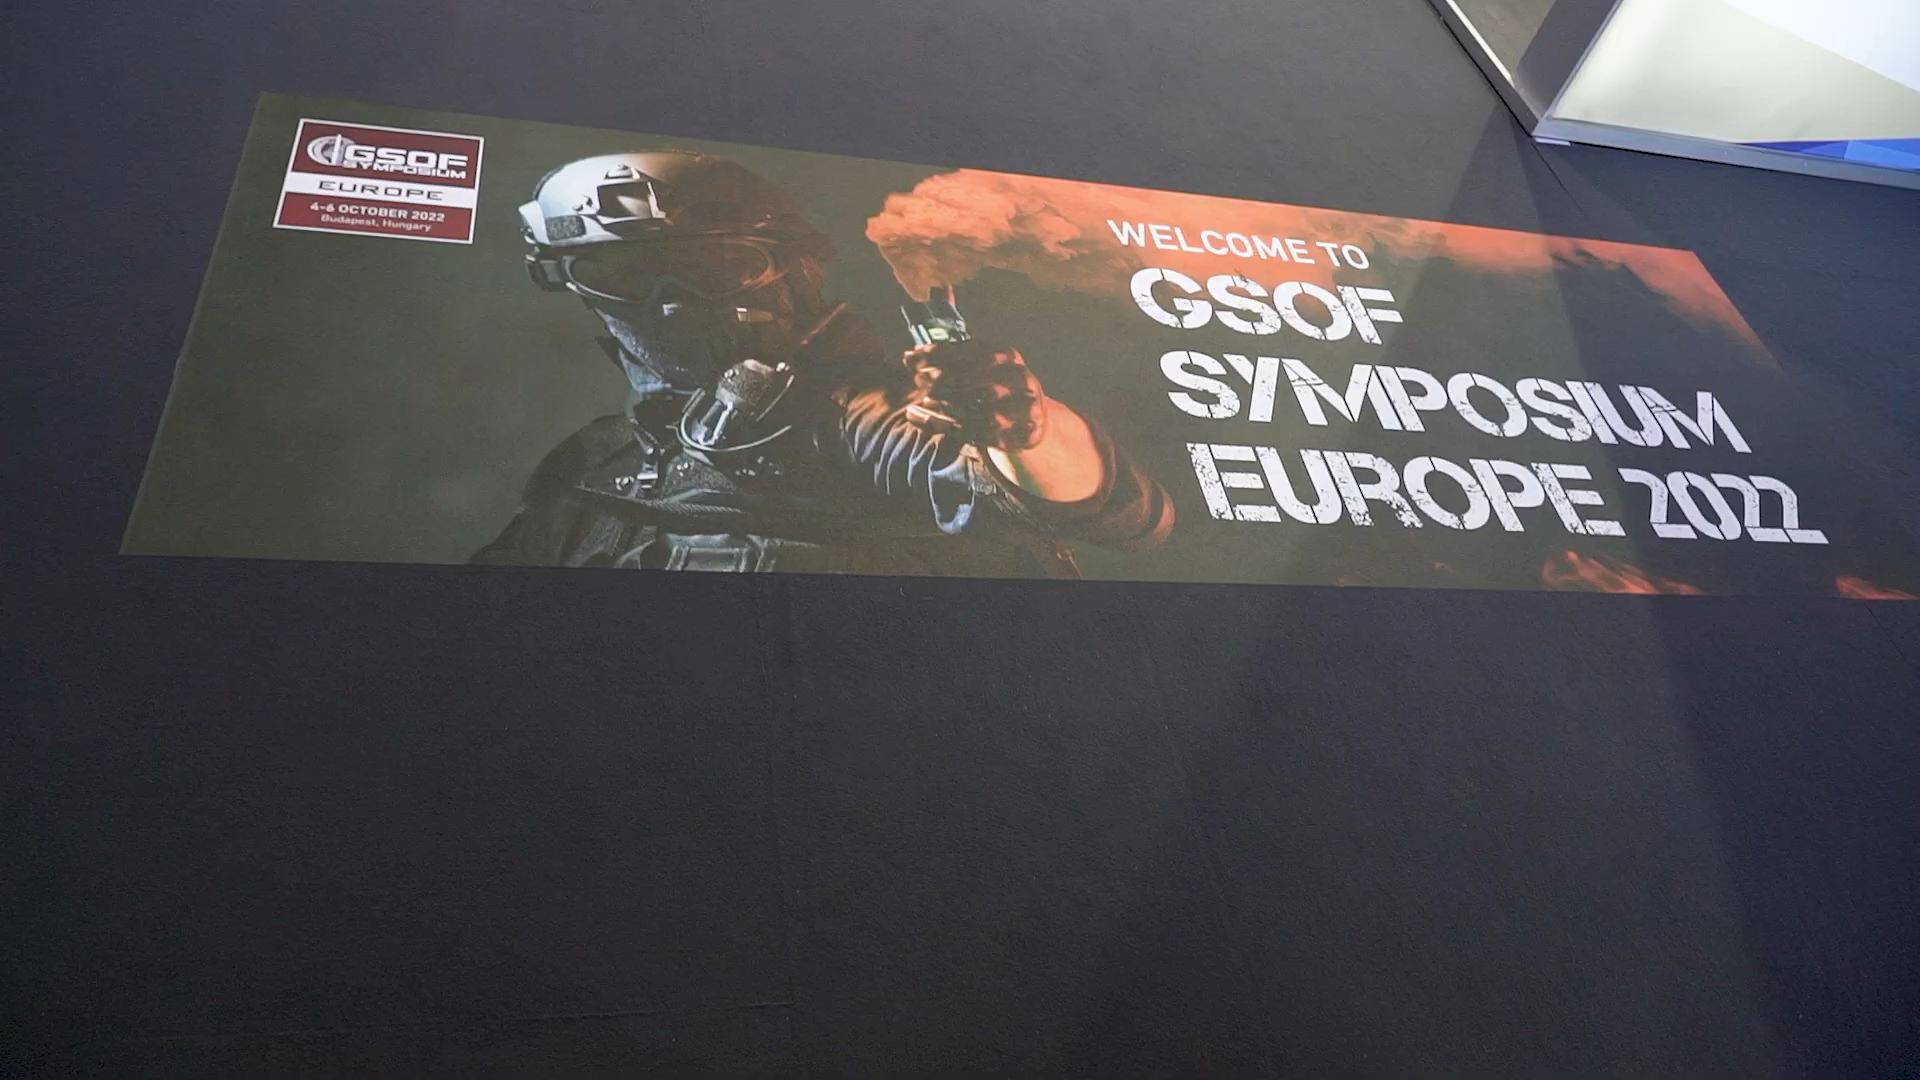 GSOF
SYMPOSIUM
EUROPE
4-6 OCTOBER 2022
Budapest, Hungary
WELCOME TO
GSOF
SYMPOSIUM
EUROPE 2022